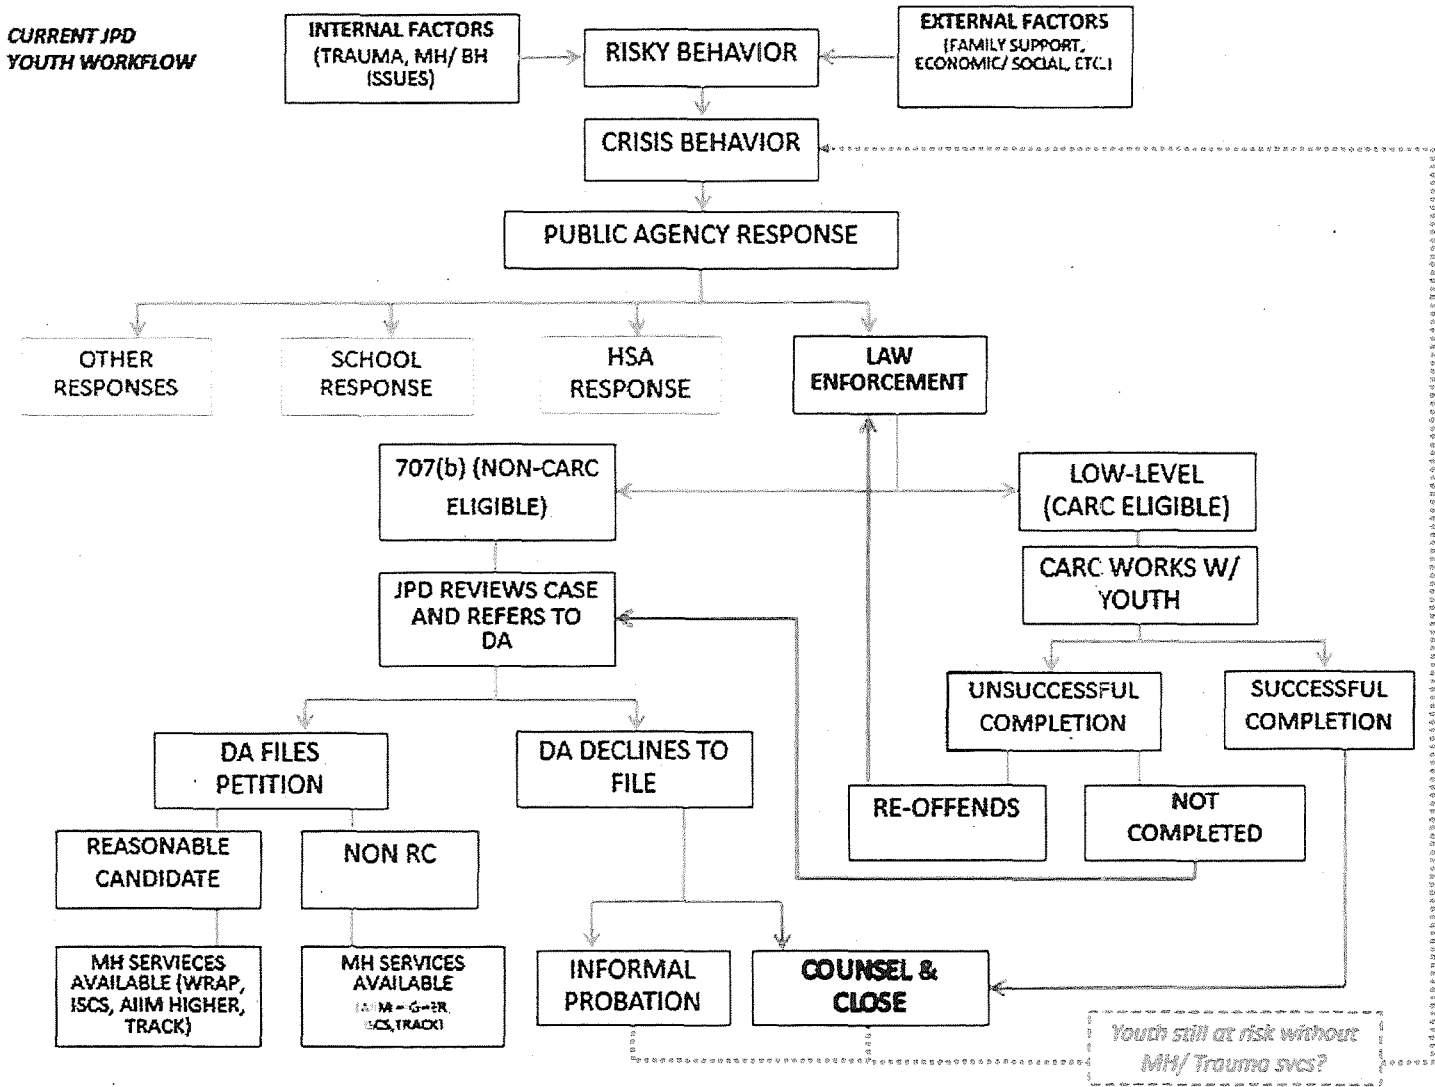 CURRENT JPD
YOUTH WORKFLOW
INTERNAL FACTORS
(TRAUMA, MH/ BH
ISSUES)
RISKY BEHAVIOR
EXTERNAL FACTORS
(FAMILY SUPPORT,
ECONOMIC/ SOCIAL, ETC.)
CRISIS BEHAVIOR
PUBLIC AGENCY RESPONSE
OTHER
RESPONSES
SCHOOL
RESPONSE
HSA
RESPONSE
LAW
ENFORCEMENT
707(b) (NON-CARC
ELIGIBLE)
LOW-LEVEL
(CARC ELIGIBLE)
JPD REVIEWS CASE
AND REFERS TO
DA
CARC WORKS W/
YOUTH
UNSUCCESSFUL
COMPLETION
SUCCESSFUL
COMPLETION
DA FILES
PETITION
DA DECLINES TO
FILE
RE-OFFENDS
NOT
COMPLETED
REASONABLE
CANDIDATE
NON RC
MH SERVIECES
AVAILABLE (WRAP,
ISCS, AIIM HIGHER,
TRACK)
MH SERVICES
AVAILABLE
TRACK)
INFORMAL
PROBATION
COUNSEL &
CLOSE
Youth still at risk without
MH/ Trauma svcs?